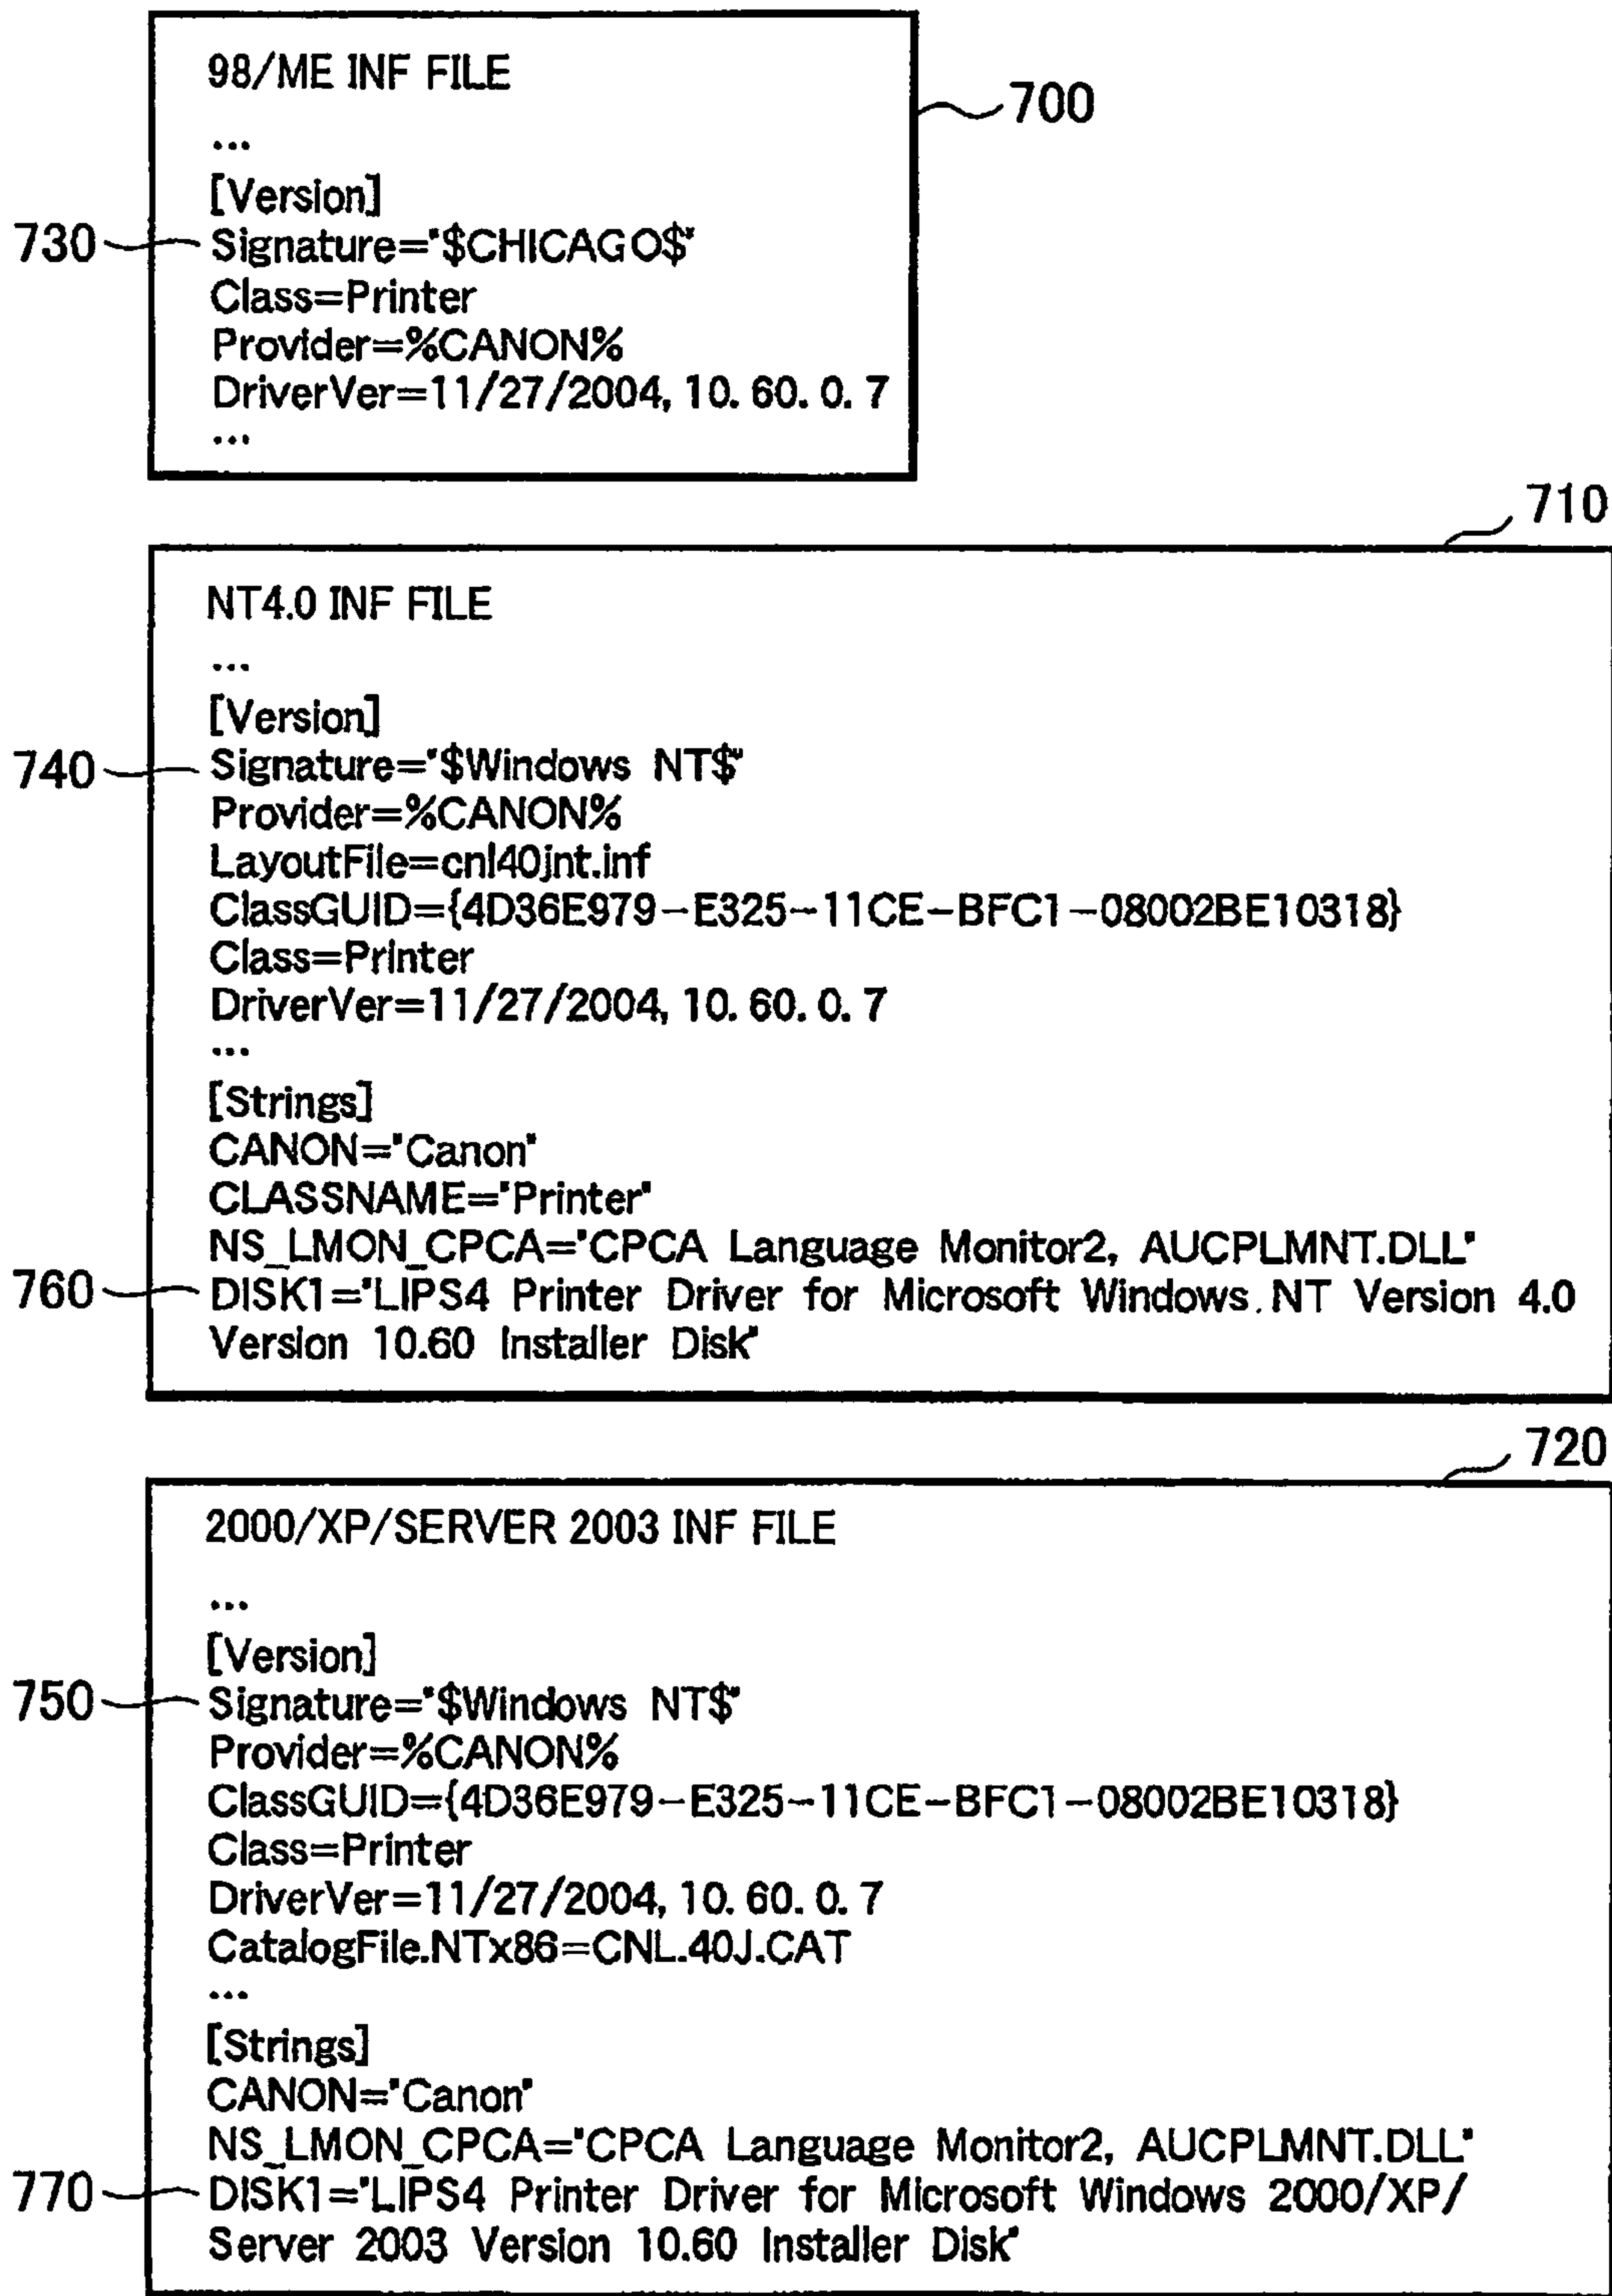 98/ME INF FILE
700
...
[Version]
730
Signature="$CHICAGO$"
Class=Printer
Provider=%CANON%
DriverVer=11/27/2004, 10. 60. 0. 7
...
710
NT4.0 INF FILE
...
[Version]
740
Signature="$Windows NT$"
Provider=%CANON%
LayoutFile=cnl40jnt.inf
ClassGUID={4D36E979-E325-11CE-BFC1-08002BE10318}
Class=Printer
DriverVer=11/27/2004, 10. 60. 0. 7
...
[Strings]
CANON="Canon"
CLASSNAME="Printer"
NS_LMON_CPCA="CPCA Language Monitor2, AUCPLMNT.DLL"
760
DISK1="LIPS4 Printer Driver for Microsoft Windows NT Version 4.0
Version 10.60 Installer Disk"
720
2000/XP/SERVER 2003 INF FILE
...
[Version]
750
Signature="$Windows NT$"
Provider=%CANON%
ClassGUID={4D36E979-E325-11CE-BFC1-08002BE10318}
Class=Printer
DriverVer=11/27/2004, 10. 60. 0. 7
CatalogFile.NTx86=CNL.40J.CAT
...
[Strings]
CANON="Canon"
NS_LMON_CPCA="CPCA Language Monitor2, AUCPLMNT.DLL"
770
DISK1="LIPS4 Printer Driver for Microsoft Windows 2000/XP/
Server 2003 Version 10.60 Installer Disk"